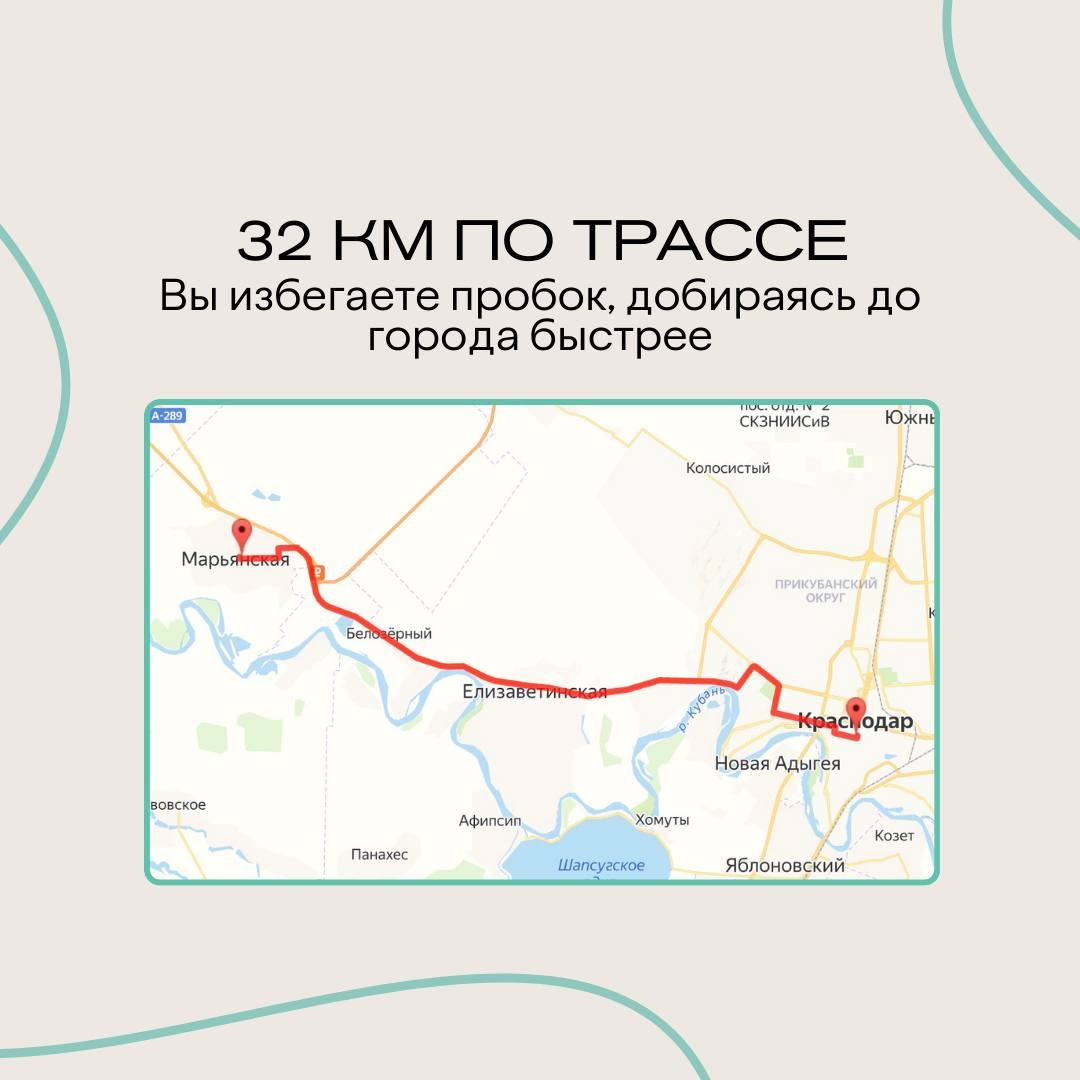 32 КМ ПО ТРАССЕ
Вы избегаете пробок, добираясь до
города быстрее
А-289
пос. отд. № 2
СКЗНИИСиВ
Южны
Колосистый
Марьянская
ПРИКУБАНСКИЙ
ОКРУГ
К
Белозёрный
Елизаветинская
р. Кубань
Краснодар
Новая Адыгея
вовское
Афипсип
Хомуты
Козет
Панахес
Шапсугское
Яблоновский